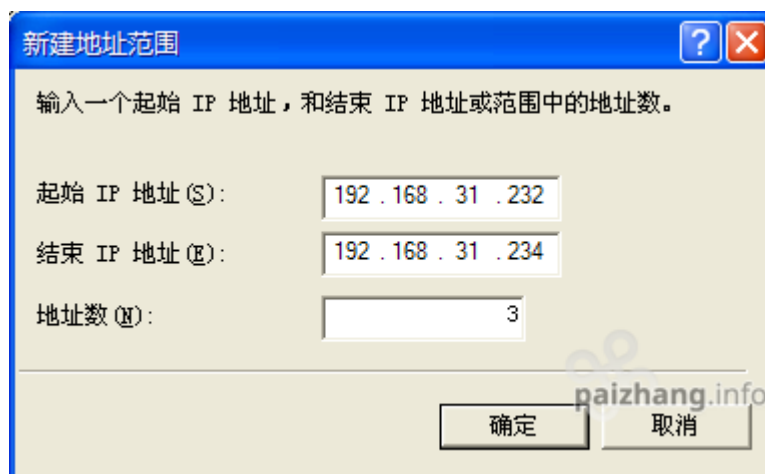 新建地址范围
输入一个起始 IP 地址，和结束 IP 地址或范围中的地址数。
起始 IP 地址(S): 192 . 168 . 31 . 232
结束 IP 地址(E): 192 . 168 . 31 . 234
地址数(N): 3
paizhang.info
确定 取消